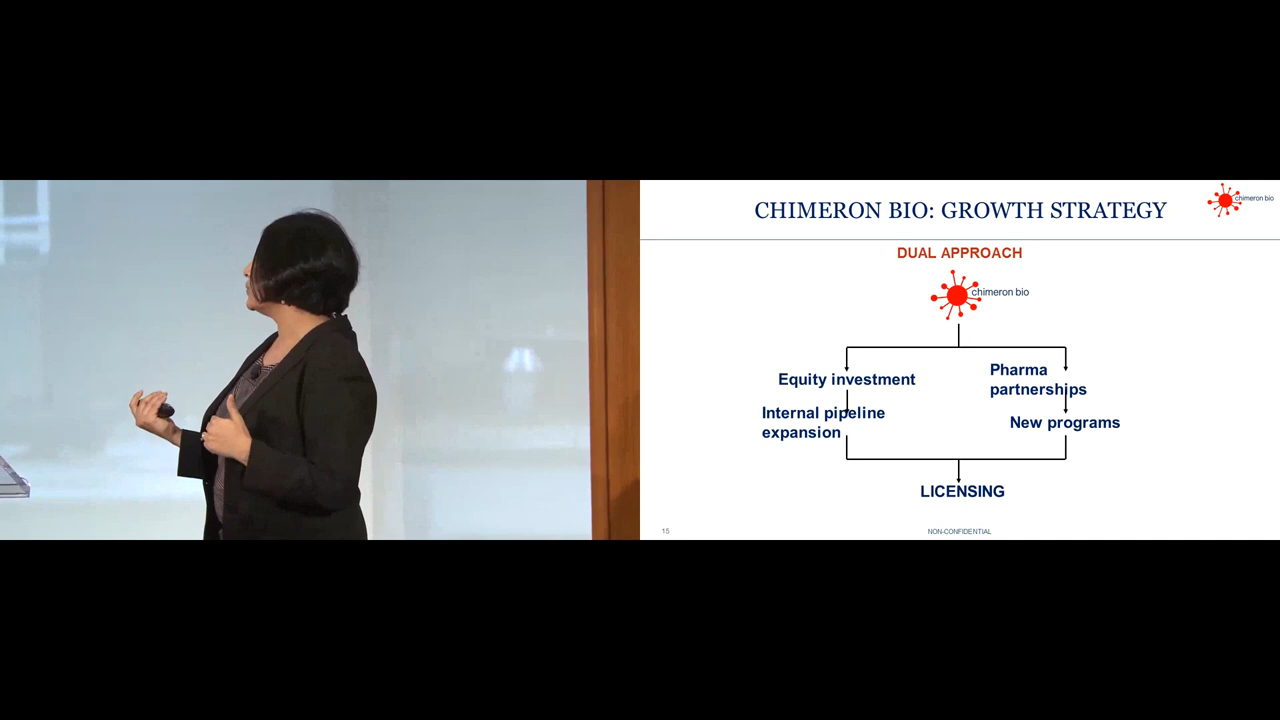 CHIMERON BIO: GROWTH STRATEGY
chimeron bio
DUAL APPROACH
chimeron bio
Equity investment
Pharma
partnerships
Internal pipeline
expansion
New programs
LICENSING
15
NON-CONFIDENTIAL